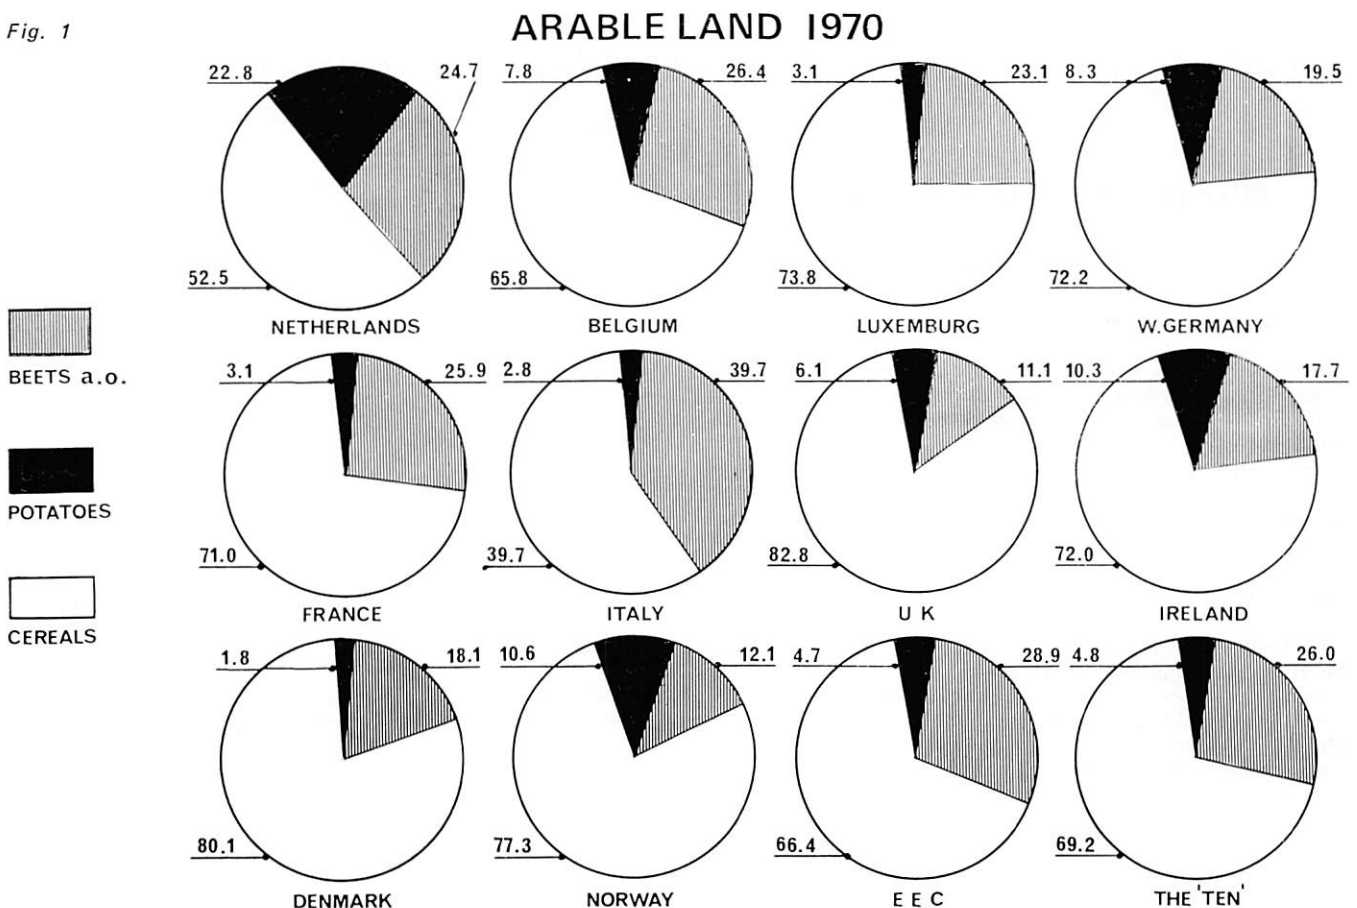 Fig. 1
ARABLE LAND 1970
22.8
24.7
52.5
NETHERLANDS
7.8
26.4
65.8
BELGIUM
3.1
23.1
73.8
LUXEMBURG
8.3
19.5
72.2
W.GERMANY
BEETS a.o.
POTATOES
CEREALS
3.1
25.9
71.0
FRANCE
2.8
39.7
39.7
ITALY
6.1
11.1
82.8
U K
10.3
17.7
72.0
IRELAND
1.8
18.1
80.1
DENMARK
10.6
12.1
77.3
NORWAY
4.7
28.9
66.4
E E C
4.8
26.0
69.2
THE 'TEN'